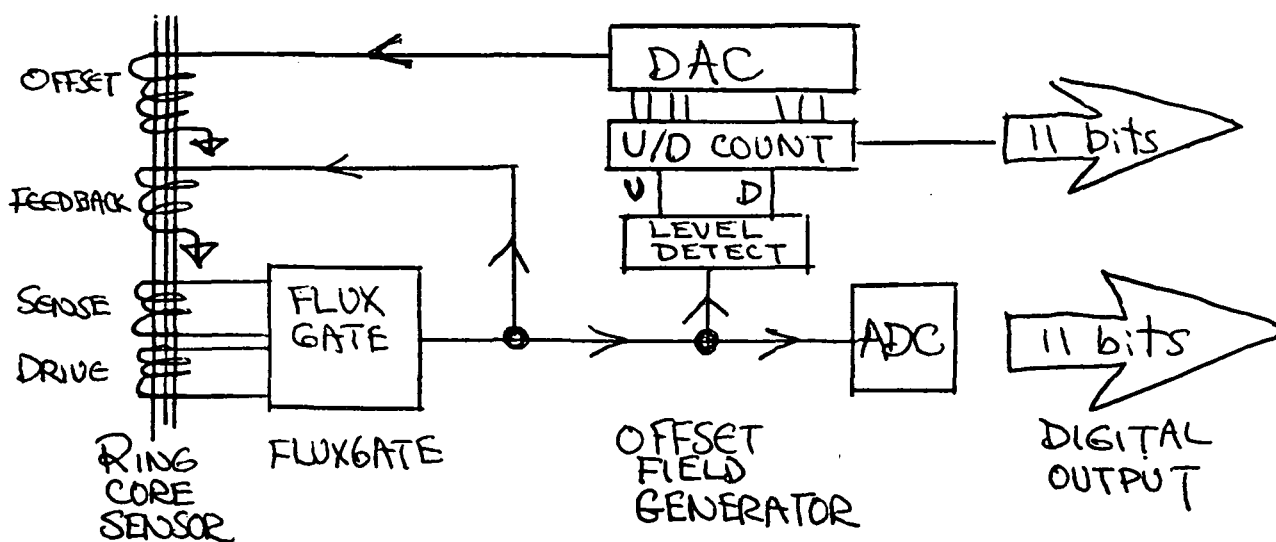 OFFSET
DAC
U/D COUNT
11 bits
FEEDBACK
U D
LEVEL
DETECT
SENSE
DRIVE
FLUX
GATE
ADC
11 bits
RING
CORE
SENSOR
FLUXGATE
OFFSET
FIELD
GENERATOR
DIGITAL
OUTPUT